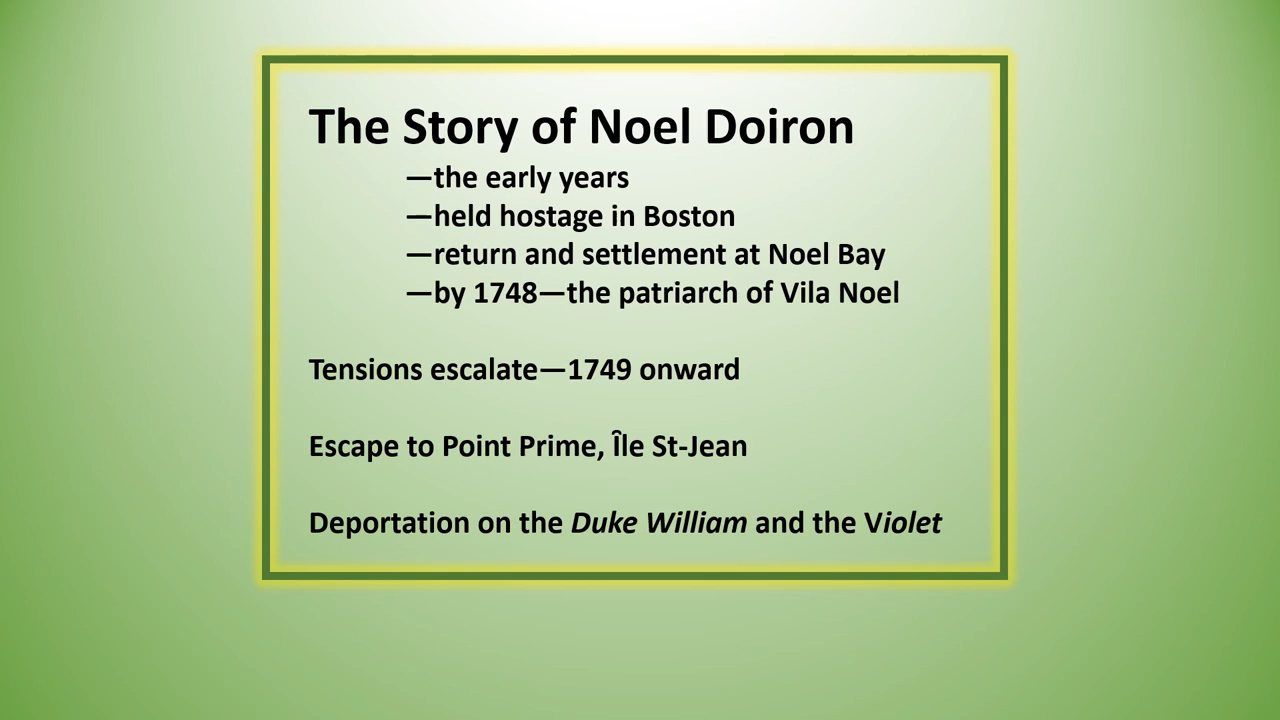 The Story of Noel Doiron
—the early years
—held hostage in Boston
—return and settlement at Noel Bay
—by 1748—the patriarch of Vila Noel
Tensions escalate—1749 onward
Escape to Point Prime, Île St-Jean
Deportation on the Duke William and the Violet